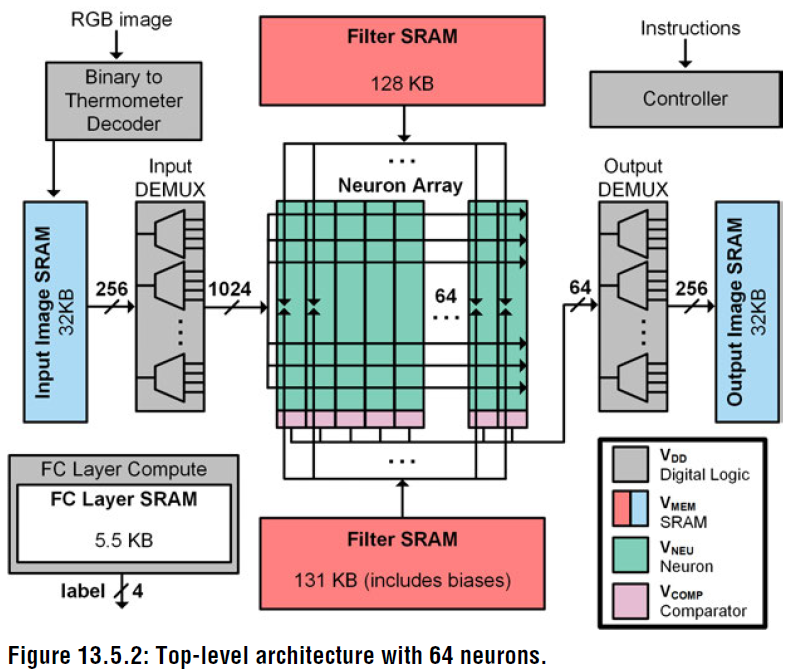 RGB image
Binary to
Thermometer
Decoder
Filter SRAM
128 KB
Instructions
Controller
Input
DEMUX
Output
DEMUX
...
Neuron Array
Input Image SRAM
32KB
256
1024
64
...
64
256
Output Image SRAM
32KB
...
FC Layer Compute
FC Layer SRAM
5.5 KB
label
4
Filter SRAM
131 KB (includes biases)
VDD
Digital Logic
VMEM
SRAM
VNEU
Neuron
VCOMP
Comparator
Figure 13.5.2: Top-level architecture with 64 neurons.